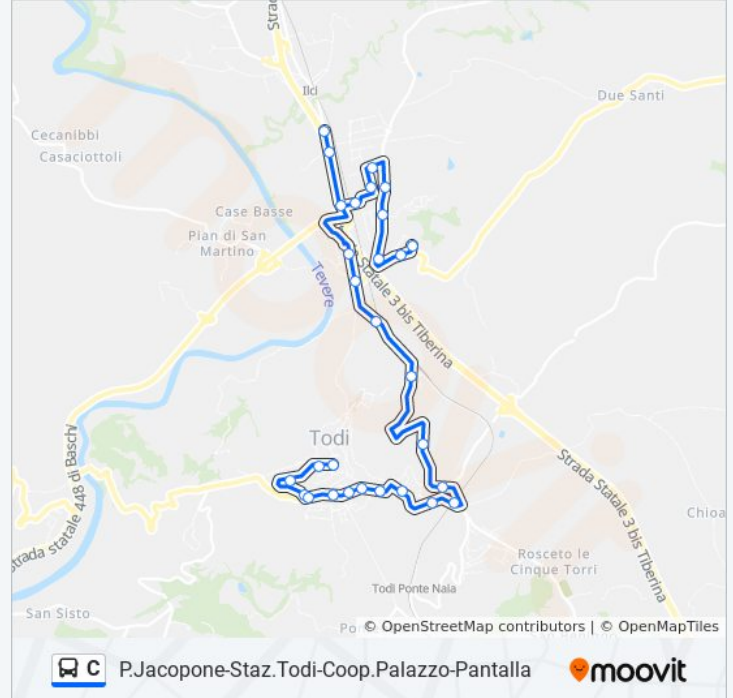 Strad
Ilci
Due Santi
Cecanibbi
Casaciottoli
Case Basse
Pian di San
Martino
Tevere
Statale 3 bis Tiberina
Todi
Strada statale 448 di Baschi
Strada Statale 3 bis Tiberina
Chioa
Rosceto le
Cinque Torri
Todi Ponte Naia
San Sisto
© OpenStreetMap contributors | © OpenMapTiles
C P.Jacopone-Staz.Todi-Coop.Palazzo-Pantalla
moovit